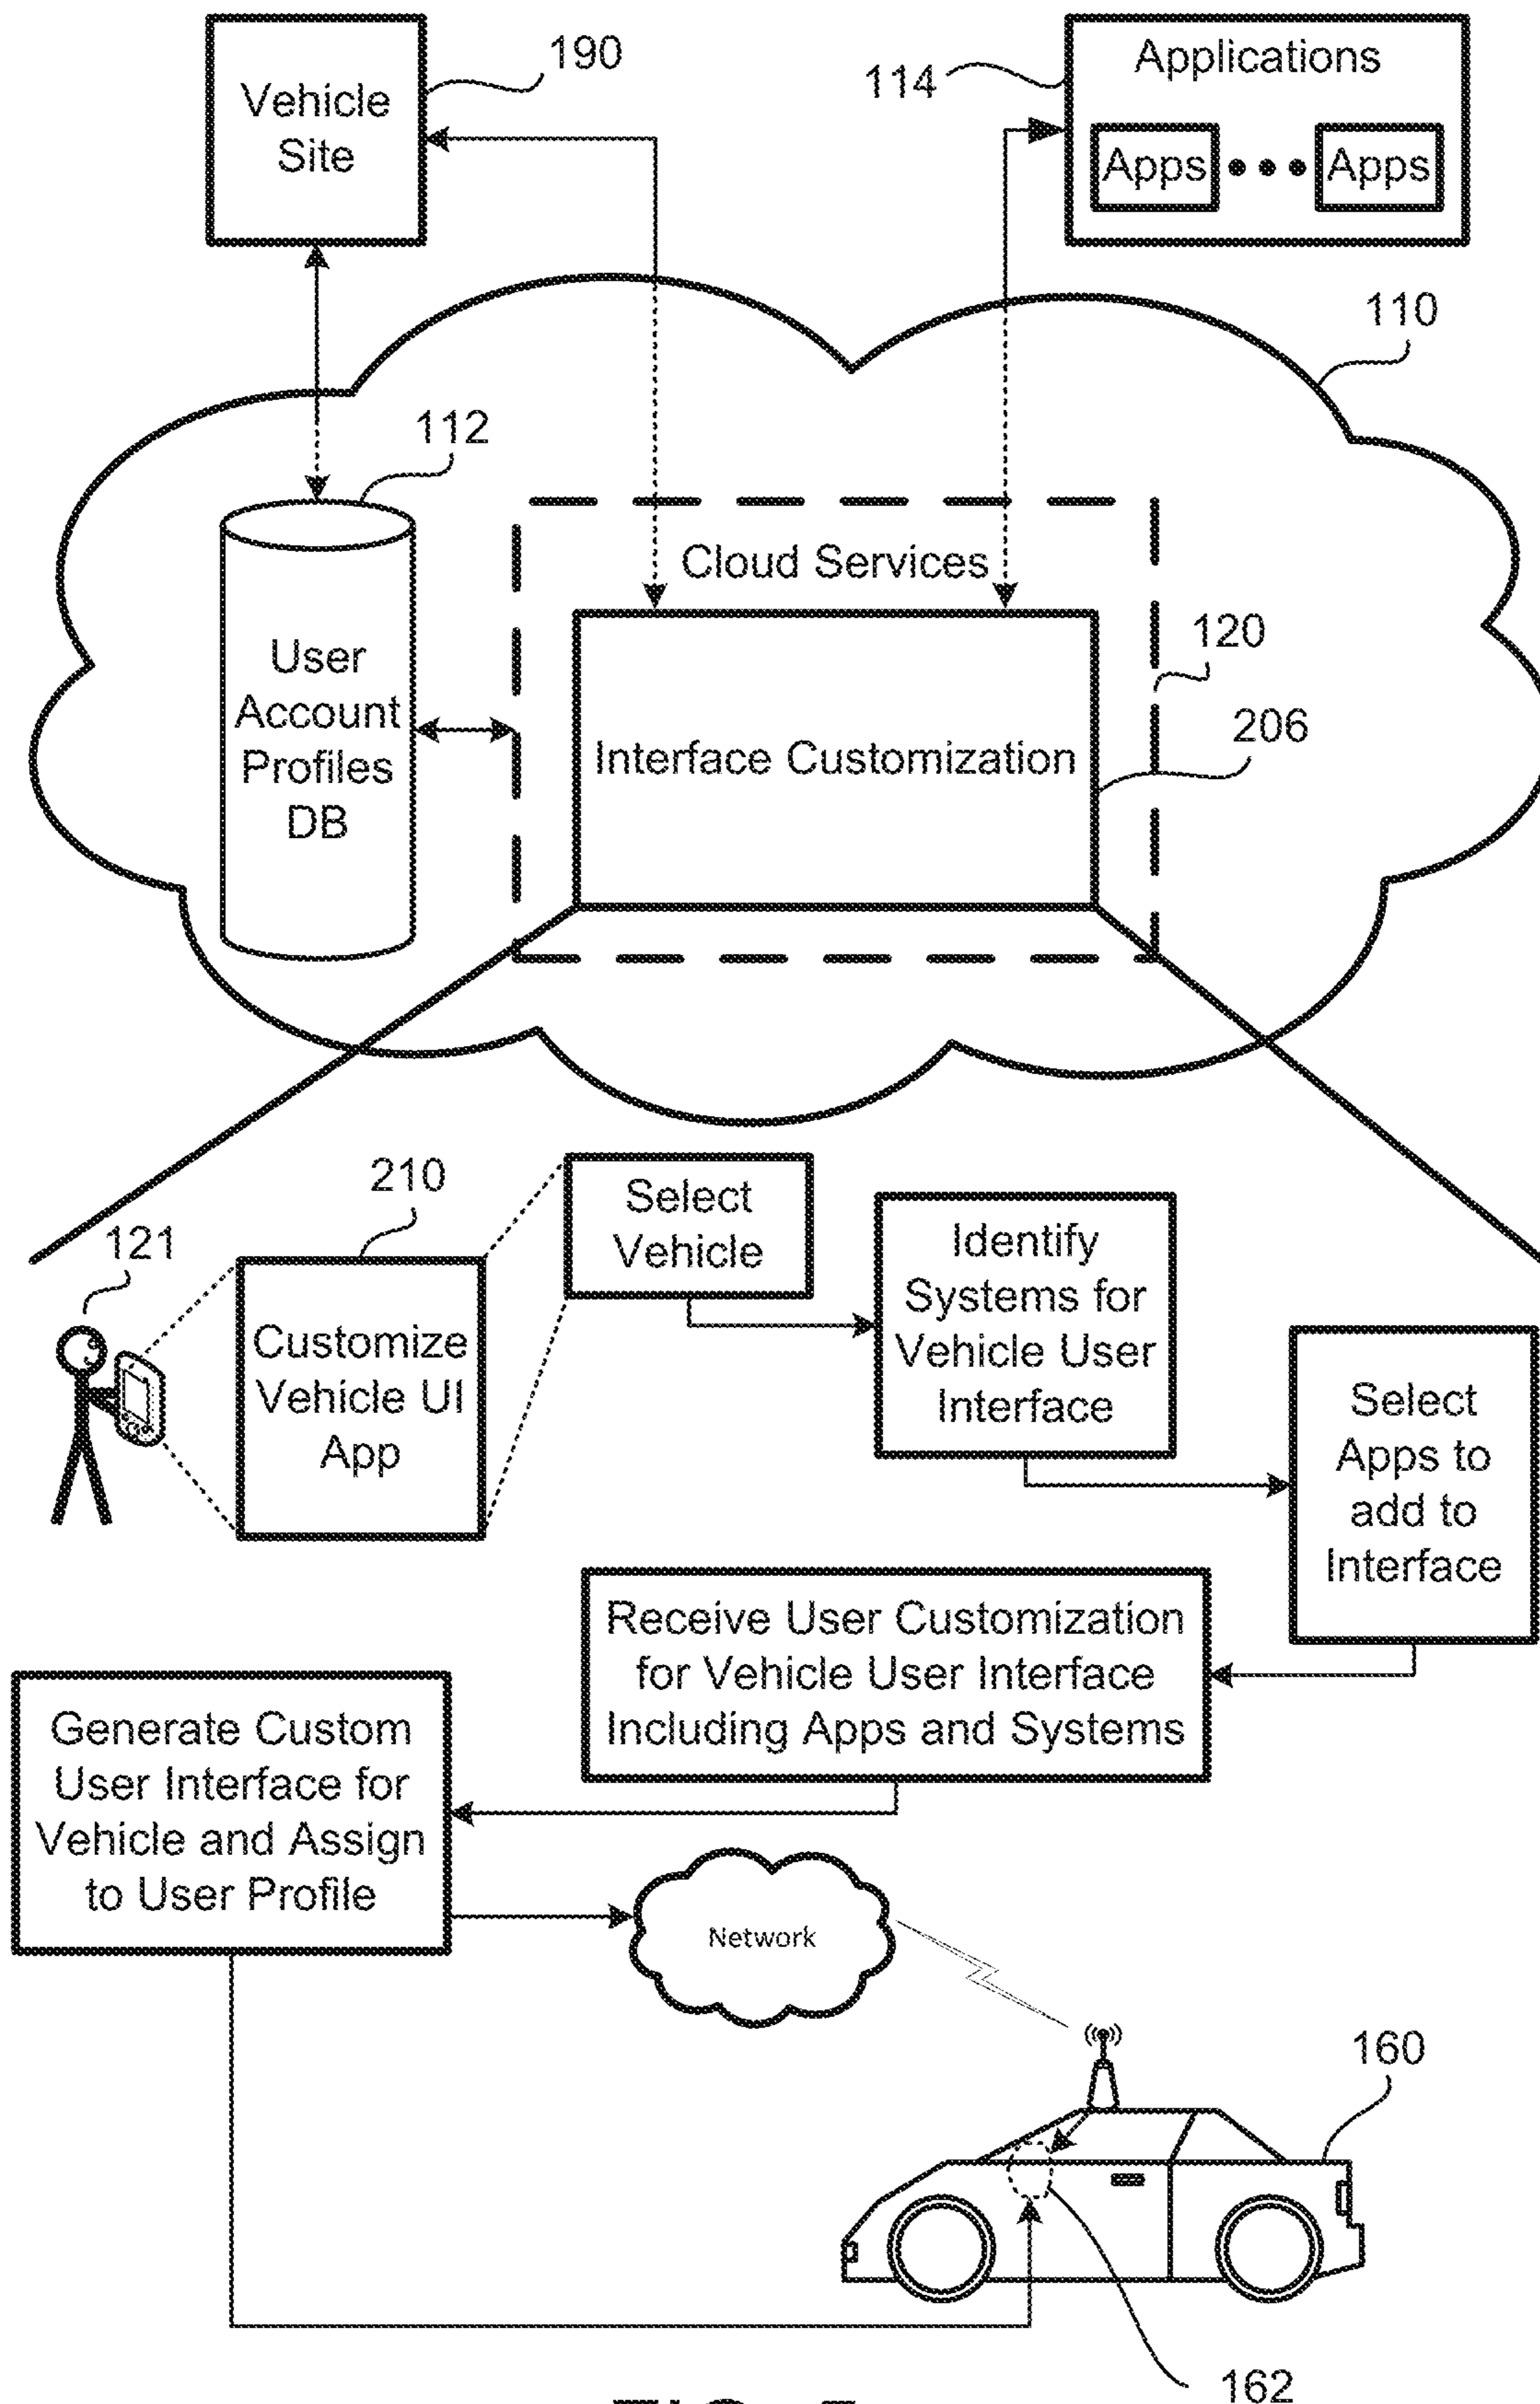 190
Vehicle
Site
114
Applications
Apps
Apps
110
112
Cloud Services
120
User
Account
Profiles
DB
206
Interface Customization
210
121
Select
Vehicle
Customize
Vehicle UI
App
Identify
Systems for
Vehicle User
Interface
Select
Apps to
add to
Interface
Receive User Customization
for Vehicle User Interface
Including Apps and Systems
Generate Custom
User Interface for
Vehicle and Assign
to User Profile
Network
160
162